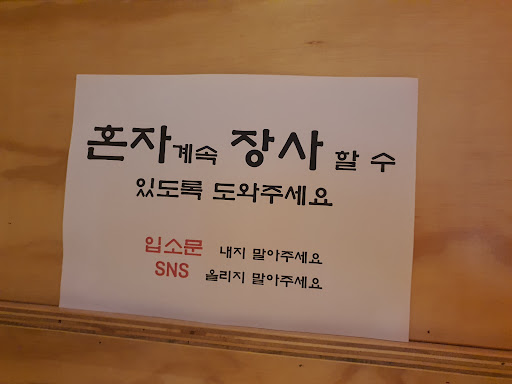 혼자계속 장사 할 수
있도록 도와주세요
입소문 내지 말아주세요
SNS 올리지 말아주세요